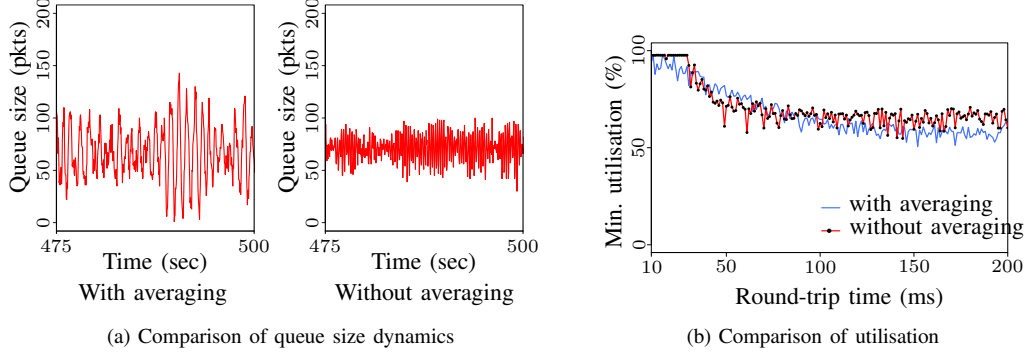 Queue size (pkts)
200
150
100
50
0
475
500
Time (sec)
With averaging
Queue size (pkts)
200
150
100
50
0
475
500
Time (sec)
Without averaging
(a) Comparison of queue size dynamics
Min. utilisation (%)
100
50
0
with averaging
without averaging
10
50
100
150
200
Round-trip time (ms)
(b) Comparison of utilisation